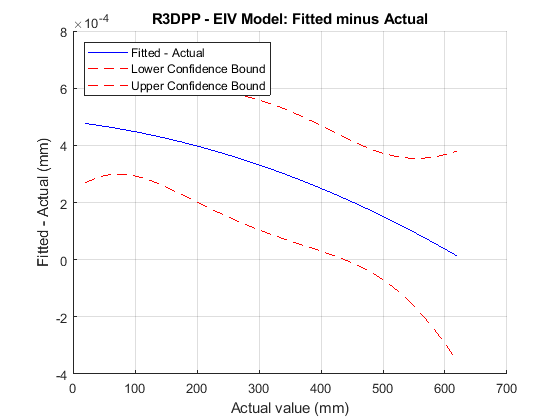 R3DPP - EIV Model: Fitted minus Actual
×10⁻⁴
Fitted - Actual
Lower Confidence Bound
Upper Confidence Bound
8
6
4
2
0
-2
-4
Fitted - Actual (mm)
0 100 200 300 400 500 600 700
Actual value (mm)